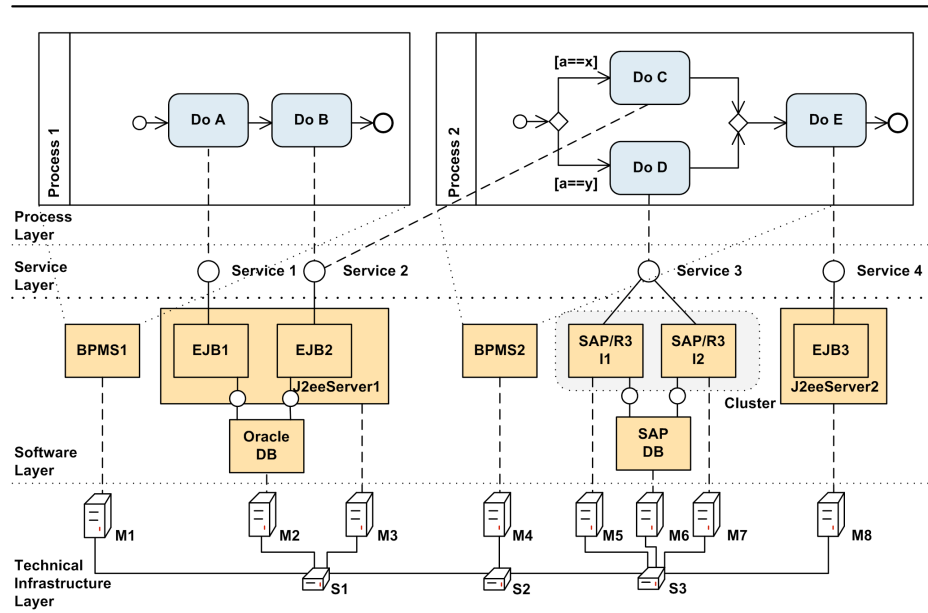 Process 1
Do A
Do B
Process 2
[a==x]
Do C
Do D
[a==y]
Do E
Process
Layer
Service
Layer
Service 1
Service 2
Service 3
Service 4
BPMS1
EJB1
EJB2
J2eeServer1
Oracle
DB
BPMS2
SAP/R3
I1
SAP/R3
I2
Cluster
SAP
DB
EJB3
J2eeServer2
Software
Layer
M1
M2
M3
M4
M5
M6
M7
M8
S1
S2
S3
Technical
Infrastructure
Layer